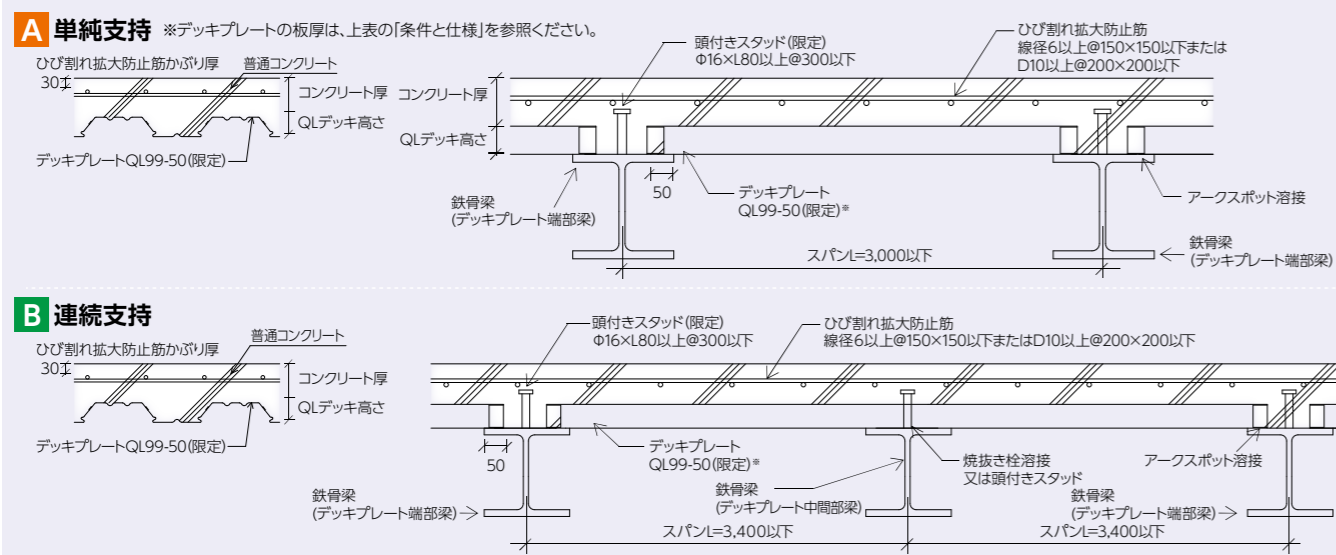 A 単純支持 ※デッキプレートの板厚は、上表の「条件と仕様」を参照ください。
ひび割れ拡大防止筋かぶり厚
普通コンクリート
30
コンクリート厚
QLデッキ高さ
デッキプレートQL99-50(限定)
頭付きスタッド(限定)
Φ16×L80以上@300以下
ひび割れ拡大防止筋
線径6以上@150×150以下または
D10以上@200×200以下
コンクリート厚
QLデッキ高さ
50
鉄骨梁
(デッキプレート端部梁)
デッキプレート
QL99-50(限定)※
アークスポット溶接
鉄骨梁
(デッキプレート端部梁)
スパンL=3,000以下
B 連続支持
ひび割れ拡大防止筋かぶり厚
普通コンクリート
30
コンクリート厚
QLデッキ高さ
デッキプレートQL99-50(限定)
頭付きスタッド(限定)
Φ16×L80以上@300以下
ひび割れ拡大防止筋
線径6以上@150×150以下またはD10以上@200×200以下
50
デッキプレート
QL99-50(限定)※
焼抜き栓溶接
又は頭付きスタッド
アークスポット溶接
鉄骨梁
(デッキプレート端部梁)
鉄骨梁
(デッキプレート中間部梁)
鉄骨梁
(デッキプレート端部梁)
スパンL=3,400以下
スパンL=3,400以下